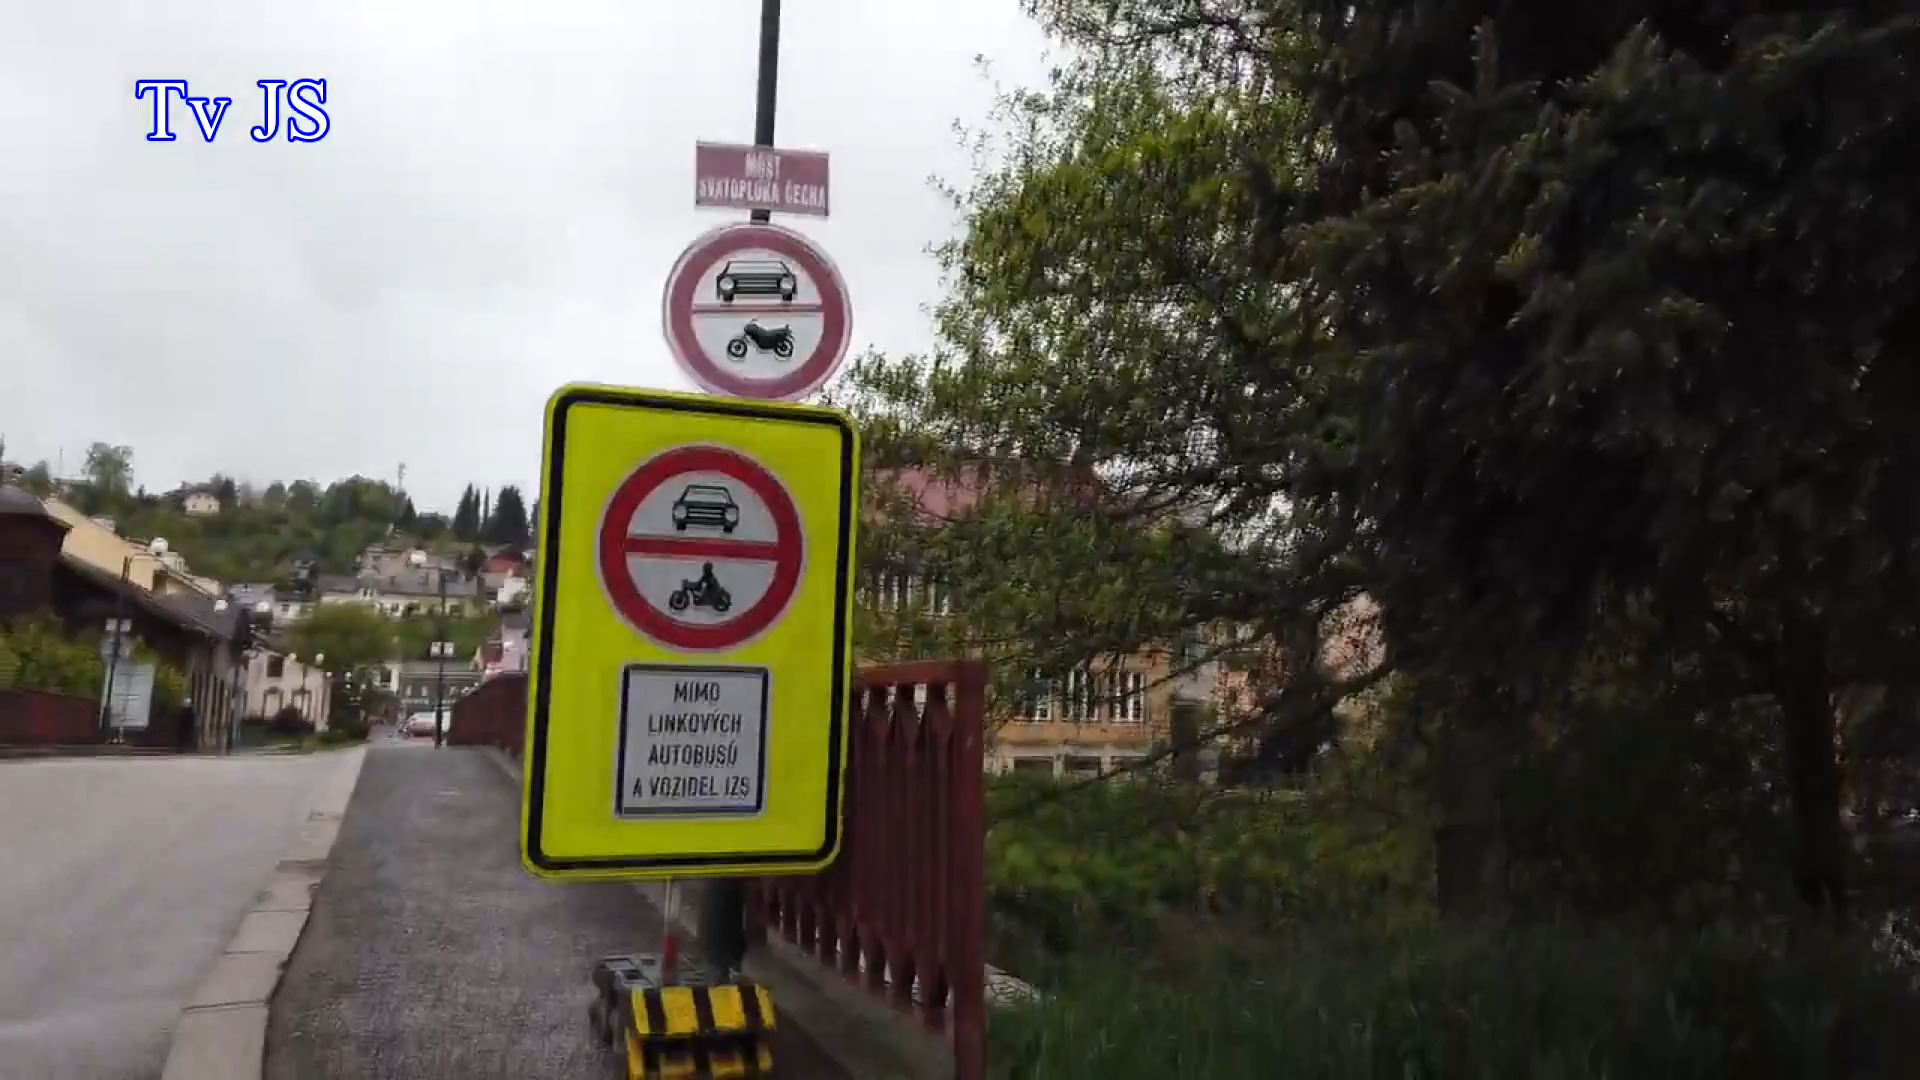 Tv JS
MOST
SVATOPLUKA ČECHA
MIMO
LINKOVÝCH
AUTOBUSŮ
A VOZIDEL IZS